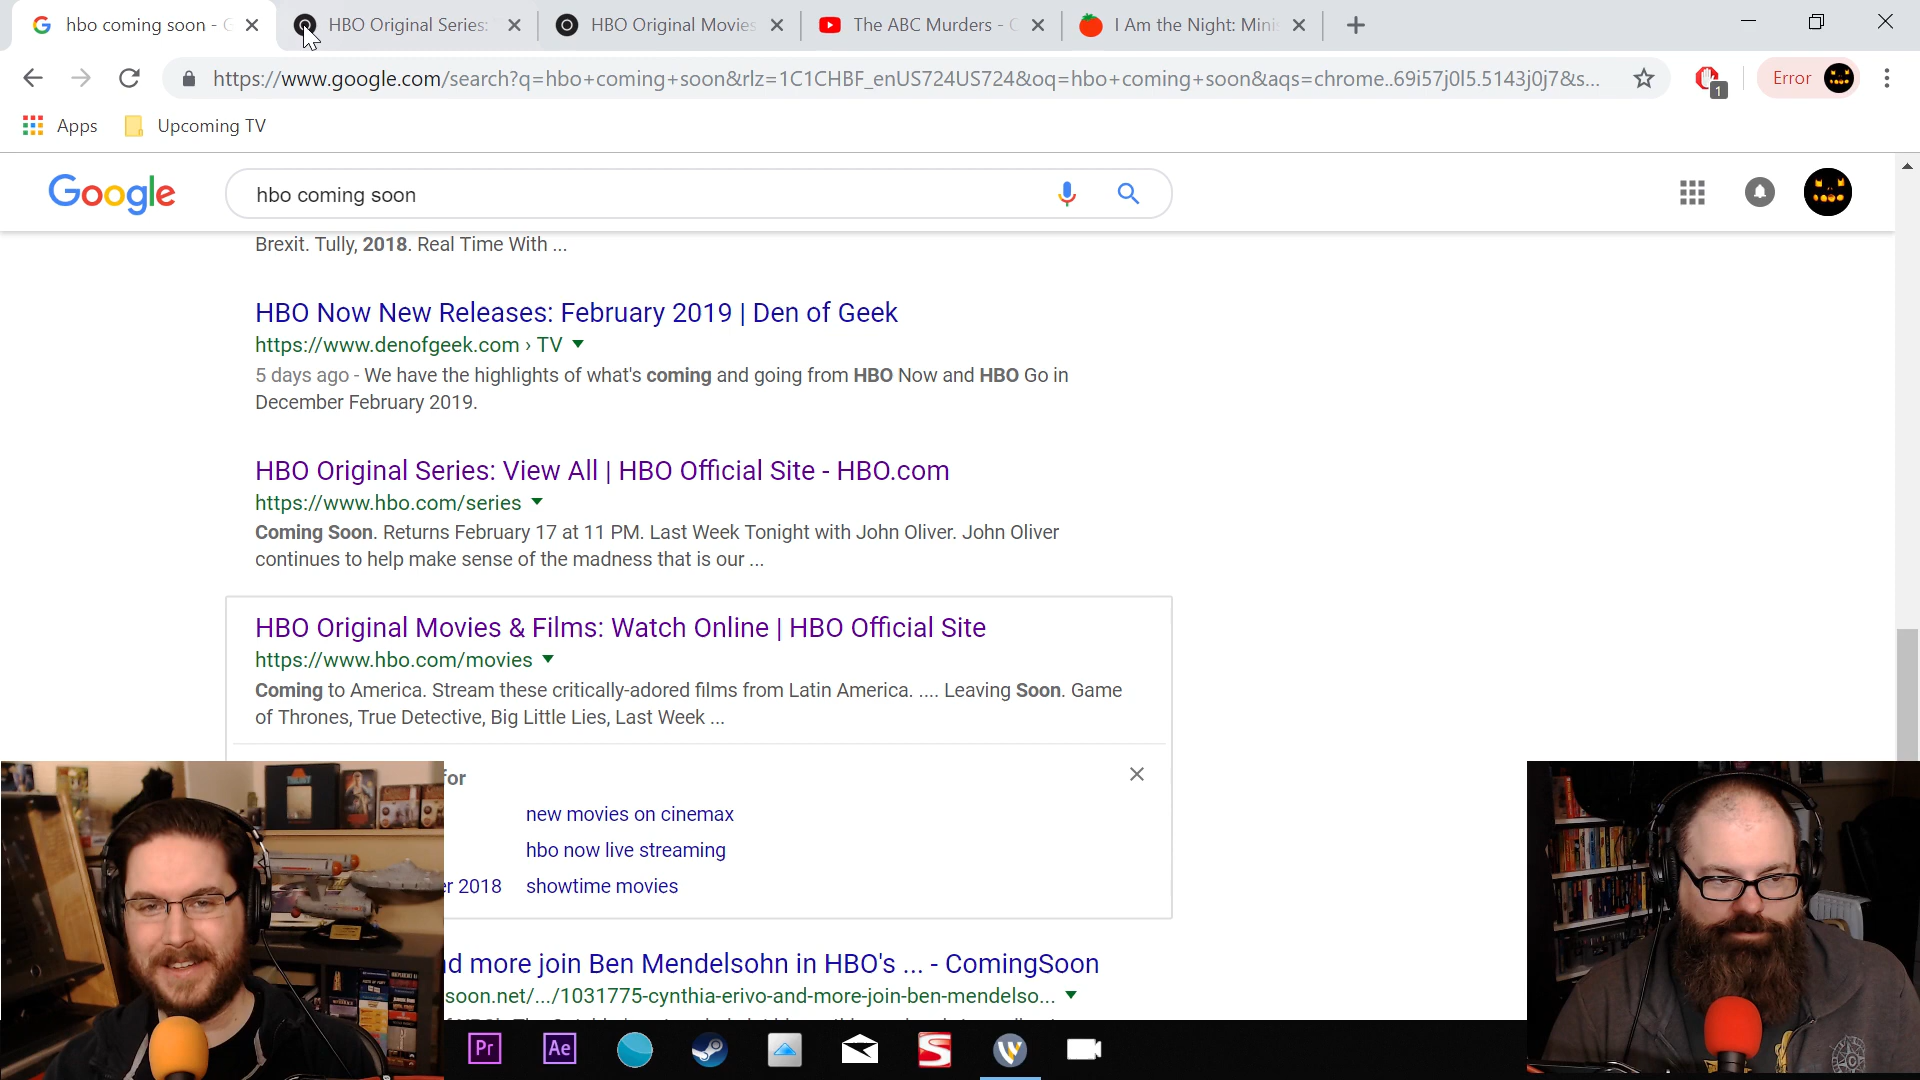 hbo coming soon - G
HBO Original Series:
HBO Original Movies
The ABC Murders -
I Am the Night: Mini
https://www.google.com/search?q=hbo+coming+soon&rlz=1C1CHBF_enUS724US724&oq=hbo+coming+soon&aqs=chrome..69i57j0l5.5143j0j7&s...
1
Error
Apps
Upcoming TV
Google
hbo coming soon
Brexit. Tully, 2018. Real Time With ...
HBO Now New Releases: February 2019 | Den of Geek
https://www.denofgeek.com › TV
5 days ago - We have the highlights of what's coming and going from HBO Now and HBO Go in
December February 2019.
HBO Original Series: View All | HBO Official Site - HBO.com
https://www.hbo.com/series
Coming Soon. Returns February 17 at 11 PM. Last Week Tonight with John Oliver. John Oliver
continues to help make sense of the madness that is our ...
HBO Original Movies & Films: Watch Online | HBO Official Site
https://www.hbo.com/movies
Coming to America. Stream these critically-adored films from Latin America. .... Leaving Soon. Game
of Thrones, True Detective, Big Little Lies, Last Week ...
for
new movies on cinemax
hbo now live streaming
r 2018 showtime movies
d more join Ben Mendelsohn in HBO's ... - ComingSoon
soon.net/.../1031775-cynthia-erivo-and-more-join-ben-mendelso...
Pr
Ae